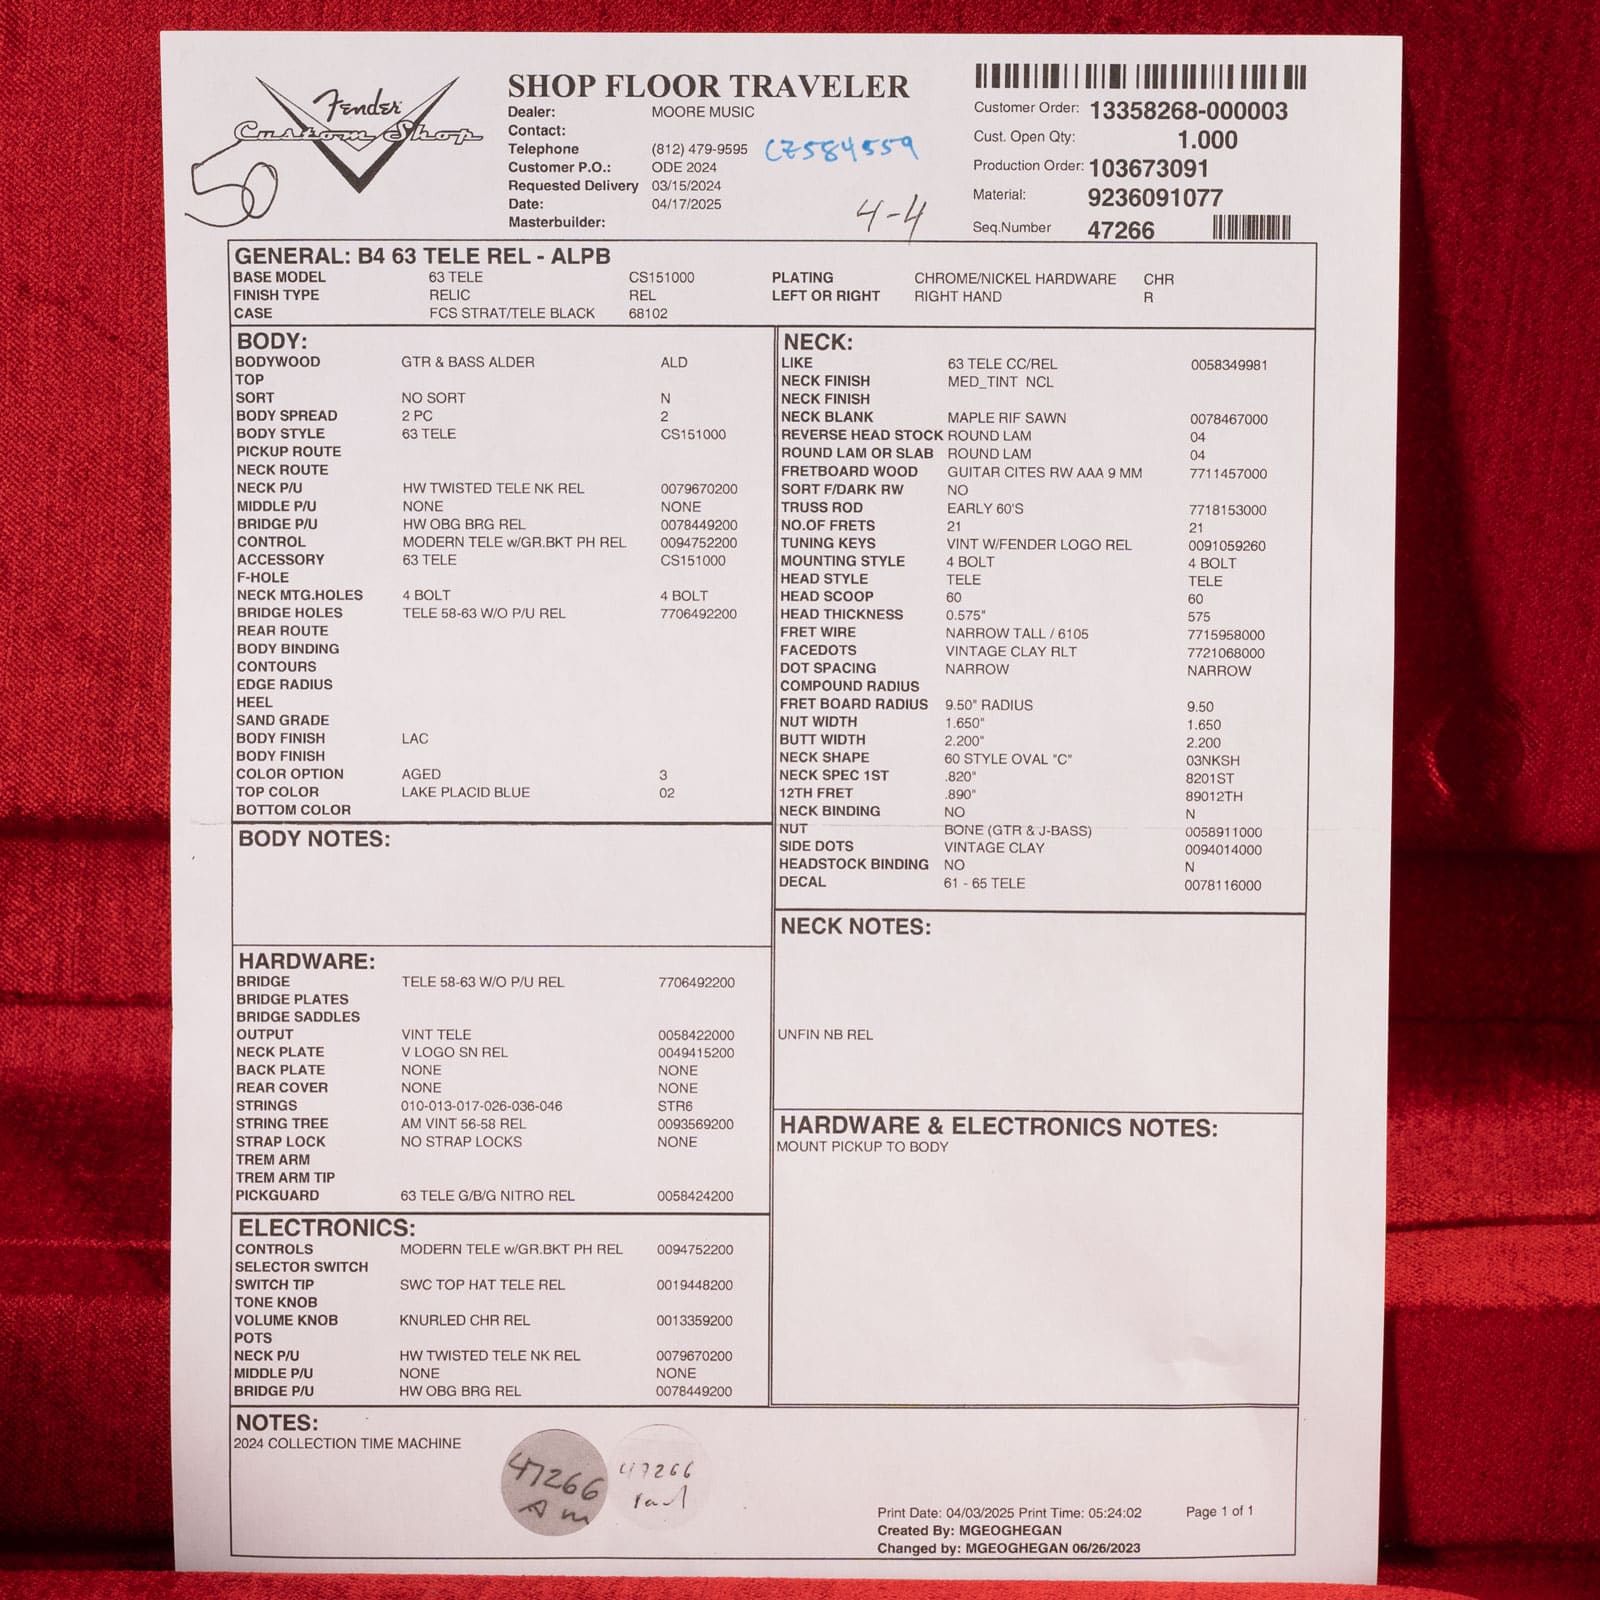 Fender
Custom Shop
50
SHOP FLOOR TRAVELER
Dealer: MOORE MUSIC
Contact:
Telephone (812) 479-9595
CZ584559
Customer P.O.: ODE 2024
Requested Delivery 03/15/2024
Date: 04/17/2025
Masterbuilder:
4-4
Customer Order: 13358268-000003
Cust. Open Qty: 1.000
Production Order: 103673091
Material: 9236091077
Seq.Number 47266
GENERAL: B4 63 TELE REL - ALPB
BASE MODEL 63 TELE CS151000 PLATING CHROME/NICKEL HARDWARE CHR
FINISH TYPE RELIC REL LEFT OR RIGHT RIGHT HAND R
CASE FCS STRAT/TELE BLACK 68102
BODY:
BODYWOOD GTR & BASS ALDER ALD
TOP
SORT NO SORT N
BODY SPREAD 2 PC 2
BODY STYLE 63 TELE CS151000
PICKUP ROUTE
NECK ROUTE
NECK P/U HW TWISTED TELE NK REL 0079670200
MIDDLE P/U NONE NONE
BRIDGE P/U HW OBG BRG REL 0078449200
CONTROL MODERN TELE w/GR.BKT PH REL 0094752200
ACCESSORY 63 TELE CS151000
F-HOLE
NECK MTG.HOLES 4 BOLT 4 BOLT
BRIDGE HOLES TELE 58-63 W/O P/U REL 7706492200
REAR ROUTE
BODY BINDING
CONTOURS
EDGE RADIUS
HEEL
SAND GRADE
BODY FINISH LAC
BODY FINISH
COLOR OPTION AGED 3
TOP COLOR LAKE PLACID BLUE 02
BOTTOM COLOR
BODY NOTES:
HARDWARE:
BRIDGE TELE 58-63 W/O P/U REL 7706492200
BRIDGE PLATES
BRIDGE SADDLES
OUTPUT VINT TELE 0058422000
NECK PLATE V LOGO SN REL 0049415200
BACK PLATE NONE NONE
REAR COVER NONE NONE
STRINGS 010-013-017-026-036-046 STR6
STRING TREE AM VINT 56-58 REL 0093569200
STRAP LOCK NO STRAP LOCKS NONE
TREM ARM
TREM ARM TIP
PICKGUARD 63 TELE G/B/G NITRO REL 0058424200
ELECTRONICS:
CONTROLS MODERN TELE w/GR.BKT PH REL 0094752200
SELECTOR SWITCH
SWITCH TIP SWC TOP HAT TELE REL 0019448200
TONE KNOB
VOLUME KNOB KNURLED CHR REL 0013359200
POTS
NECK P/U HW TWISTED TELE NK REL 0079670200
MIDDLE P/U NONE NONE
BRIDGE P/U HW OBG BRG REL 0078449200
NECK:
LIKE 63 TELE CC/REL 0058349981
NECK FINISH MED_TINT NCL
NECK FINISH
NECK BLANK MAPLE RIF SAWN 0078467000
REVERSE HEAD STOCK ROUND LAM 04
ROUND LAM OR SLAB ROUND LAM 04
FRETBOARD WOOD GUITAR CITES RW AAA 9 MM 7711457000
SORT F/DARK RW NO
TRUSS ROD EARLY 60'S 7718153000
NO.OF FRETS 21 21
TUNING KEYS VINT W/FENDER LOGO REL 0091059260
MOUNTING STYLE 4 BOLT 4 BOLT
HEAD STYLE TELE TELE
HEAD SCOOP 60 60
HEAD THICKNESS 0.575" 575
FRET WIRE NARROW TALL / 6105 7715958000
FACEDOTS VINTAGE CLAY RLT 7721068000
DOT SPACING NARROW NARROW
COMPOUND RADIUS
FRET BOARD RADIUS 9.50" RADIUS 9.50
NUT WIDTH 1.650" 1.650
BUTT WIDTH 2.200" 2.200
NECK SHAPE 60 STYLE OVAL "C" 03NKSH
NECK SPEC 1ST .820" 8201ST
12TH FRET .890" 89012TH
NECK BINDING NO N
NUT BONE (GTR & J-BASS) 0058911000
SIDE DOTS VINTAGE CLAY 0094014000
HEADSTOCK BINDING NO N
DECAL 61 - 65 TELE 0078116000
NECK NOTES:
UNFIN NB REL
HARDWARE & ELECTRONICS NOTES:
MOUNT PICKUP TO BODY
NOTES:
2024 COLLECTION TIME MACHINE
47266
47266
Print Date: 04/03/2025 Print Time: 05:24:02 Page 1 of 1
Created By: MGEOGHEGAN
Changed by: MGEOGHEGAN 06/26/2023